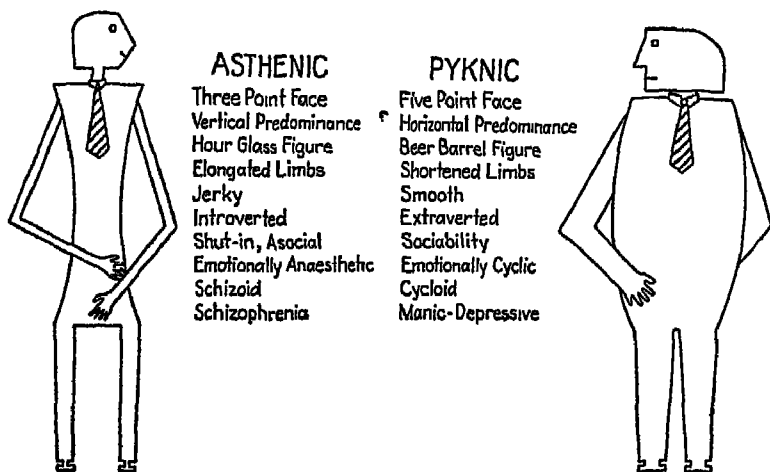 ASTHENIC
Three Point Face
Vertical Predominance
Hour Glass Figure
Elongated Limbs
Jerky
Introverted
Shut-in, Asocial
Emotionally Anaesthetic
Schizoid
Schizophrenia
PYKNIC
Five Point Face
Horizontal Predominance
Beer Barrel Figure
Shortened Limbs
Smooth
Extraverted
Sociability
Emotionally Cyclic
Cycloid
Manic-Depressive